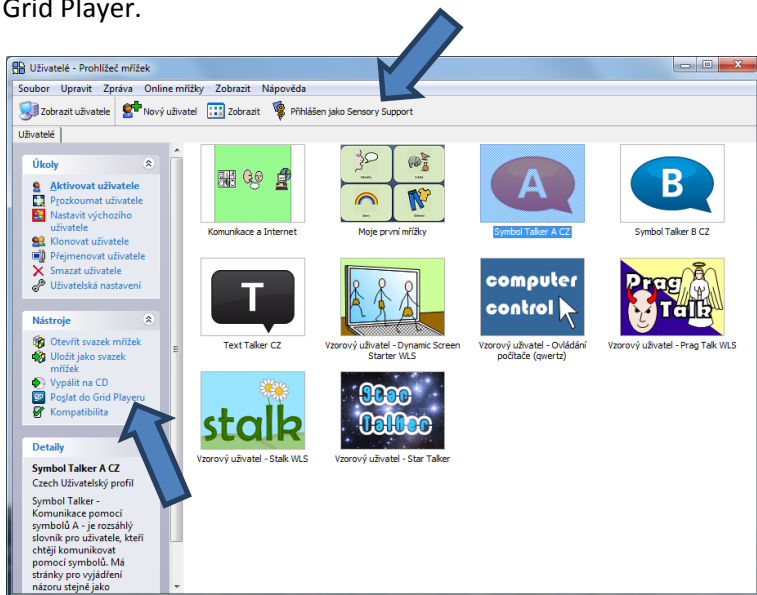 Grid Player.
Uživatelé - Prohlížeč mřížek
Soubor Upravit Zpráva Online mřížky Zobrazit Nápověda
Zobrazit uživatele Nový uživatel Zobrazit Přihlášen jako Sensory Support
Uživatelé
Úkoly
Aktivovat uživatele
Prozkoumat uživatele
Nastavit výchozího
uživatele
Klonovat uživatele
Přejmenovat uživatele
Smazat uživatele
Uživatelská nastavení
Nástroje
Otevřít svazek mřížek
Uložit jako svazek
mřížek
Vypálit na CD
Poslat do Grid Playeru
Kompatibilita
Detaily
Symbol Talker A CZ
Czech Uživatelský profil
Symbol Talker -
Komunikace pomocí
symbolů A - je rozsáhlý
slovník pro uživatele, kteří
chtějí komunikovat
pomocí symbolů. Má
stránky pro vyjádření
názoru stejně jako
A
B
Komunikace a Internet
Moje první mřížky
Symbol Talker A CZ
Symbol Talker B CZ
T
computer
control
Prag
Talk
Text Talker CZ
Vzorový uživatel - Dynamic Screen
Starter WLS
Vzorový uživatel - Ovládání
počítače (qwertz)
Vzorový uživatel - Prag Talk WLS
stalk
Star
Talker
Vzorový uživatel - Stalk WLS
Vzorový uživatel - Star Talker